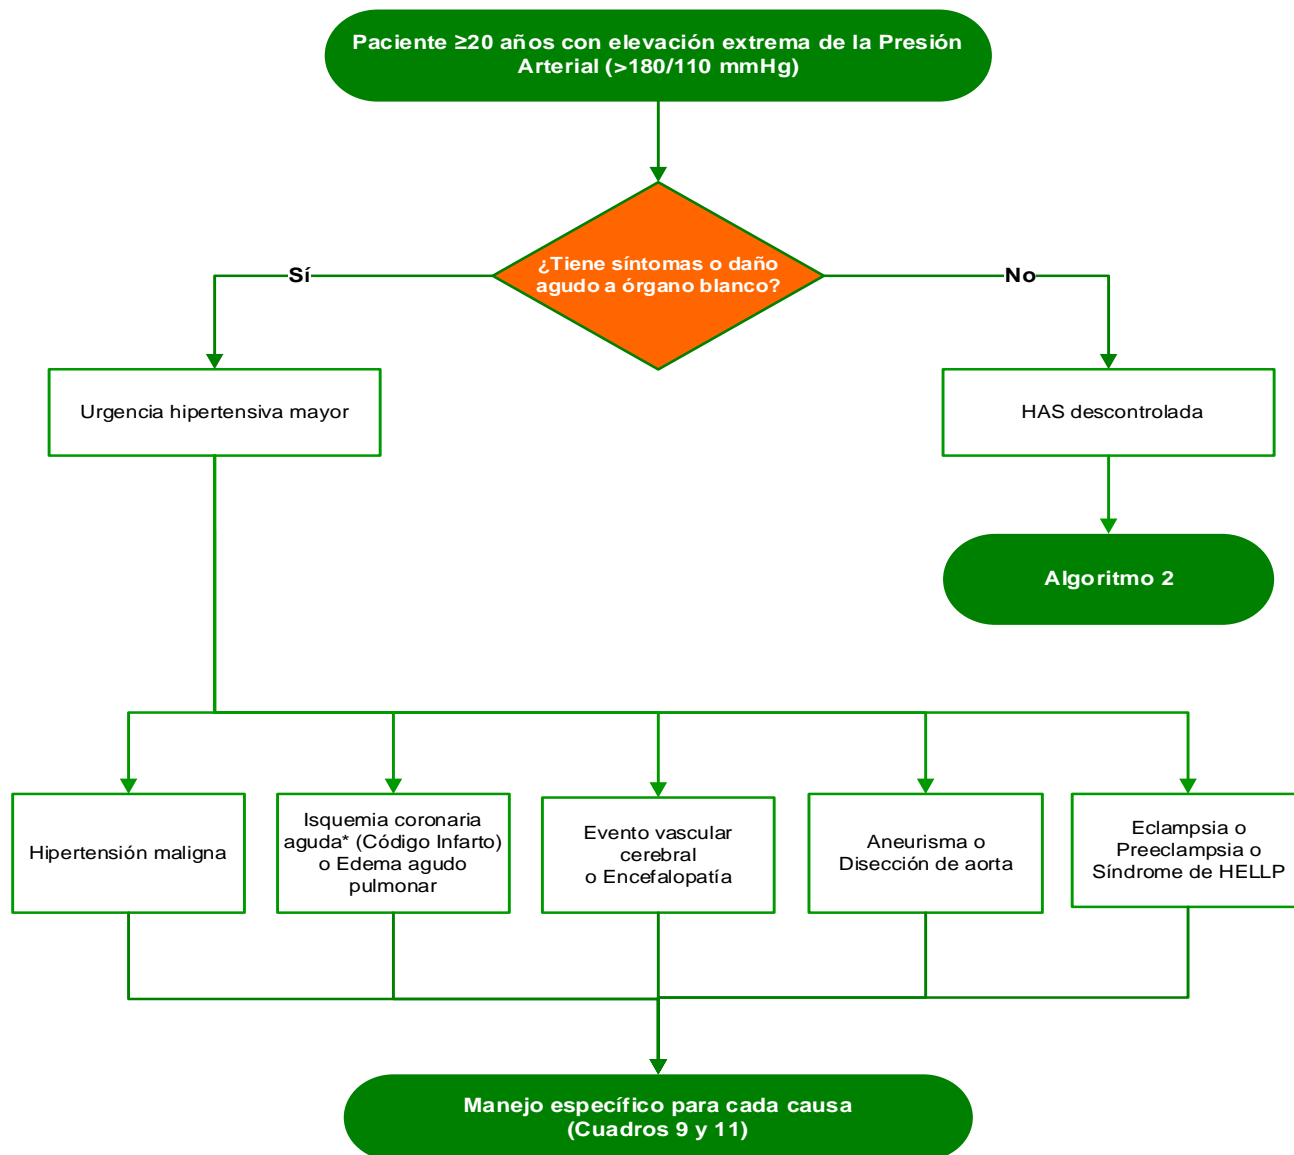 Paciente ≥20 años con elevación extrema de la Presión
Arterial (>180/110 mmHg)
¿Tiene síntomas o daño
agudo a órgano blanco?
Sí
No
Urgencia hipertensiva mayor
HAS descontrolada
Algoritmo 2
Hipertensión maligna
Isquemia coronaria
aguda* (Código Infarto)
o Edema agudo
pulmonar
Evento vascular
cerebral
o Encefalopatía
Aneurisma o
Disección de aorta
Eclampsia o
Preeclampsia o
Síndrome de HELLP
Manejo específico para cada causa
(Cuadros 9 y 11)